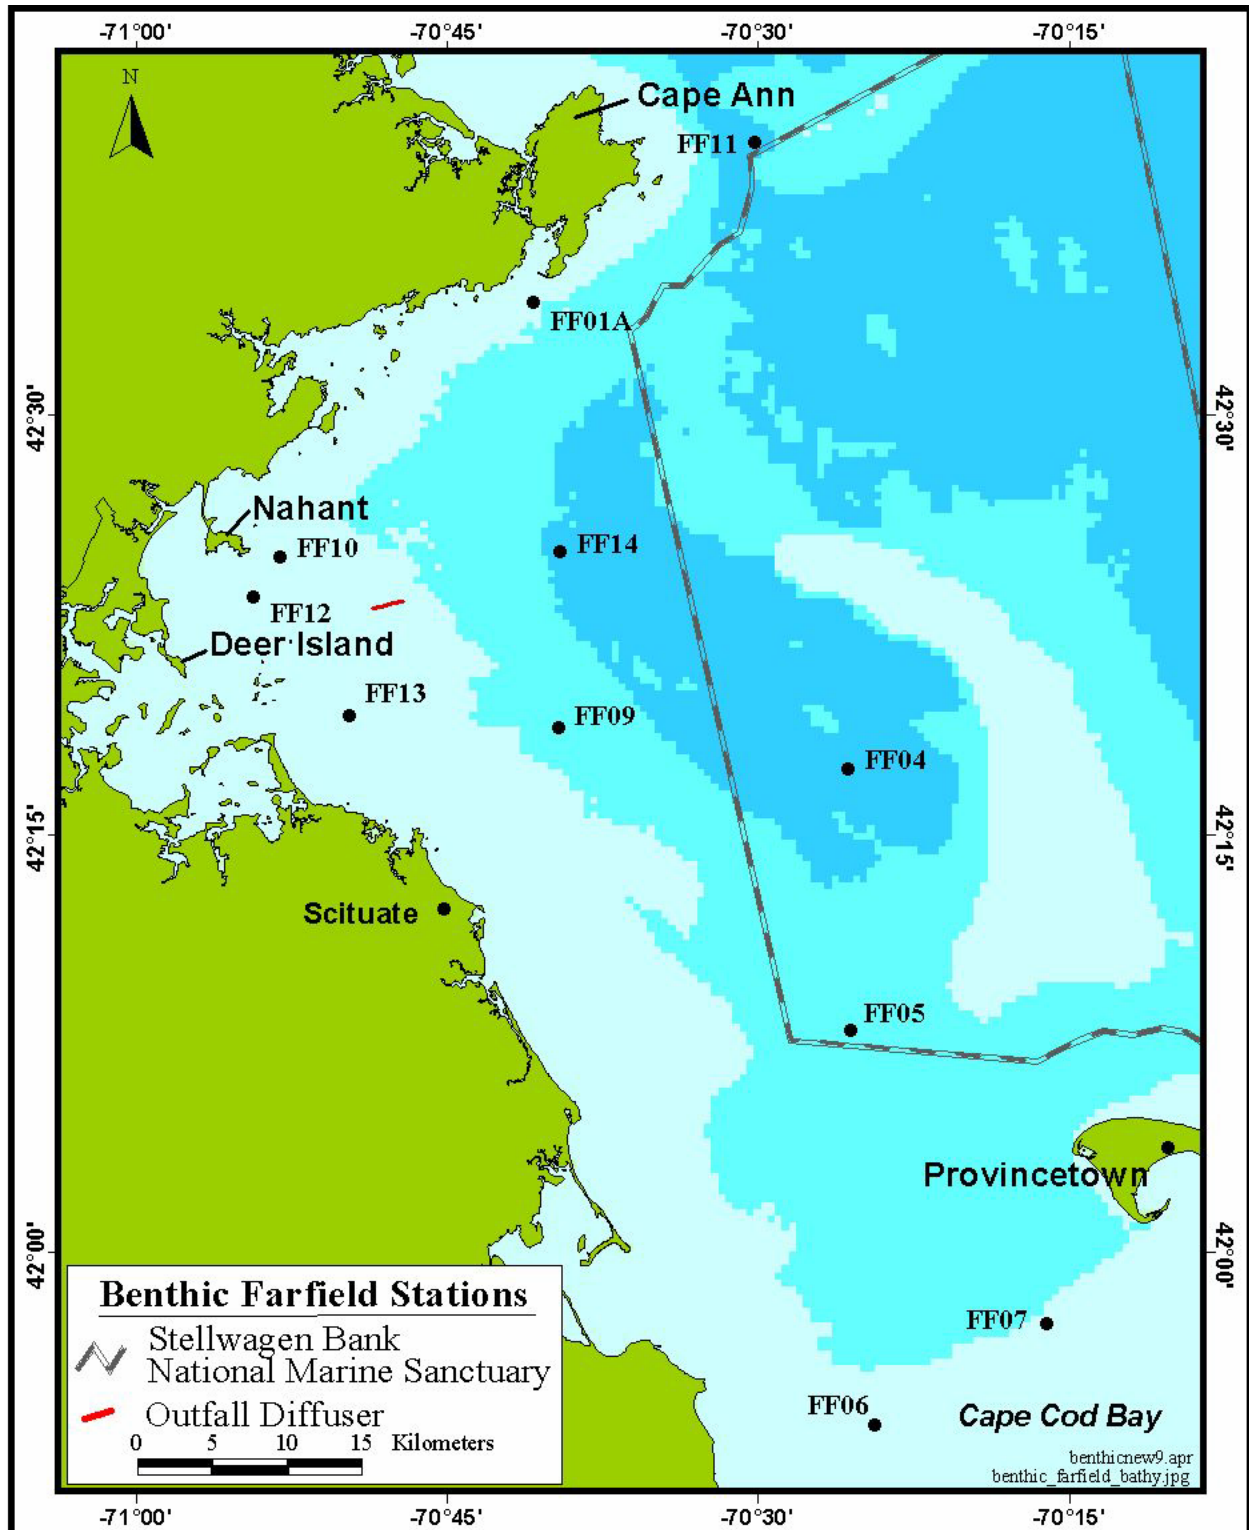 -71°00'
-70°45'
-70°30'
-70°15'
N
Cape Ann
FF11
FF01A
42°30'
42°30'
Nahant
FF10
FF14
FF12
Deer Island
FF13
FF09
FF04
42°15'
42°15'
Scituate
FF05
Provincetown
42°00'
42°00'
Benthic Farfield Stations
Stellwagen Bank
National Marine Sanctuary
Outfall Diffuser
0 5 10 15 Kilometers
FF07
FF06
Cape Cod Bay
benthicnew9.apr
benthic_farfield_bathy.jpg
-71°00'
-70°45'
-70°30'
-70°15'